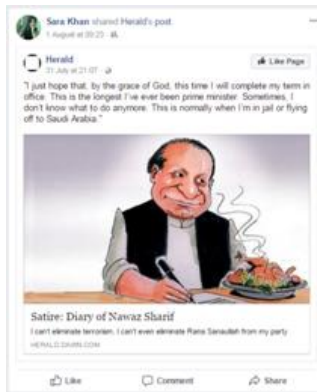 Sara Khan shared Herald's post.
1 August at 09:23
Herald
31 July at 21:07
Like Page
"I just hope that, by the grace of God, this time I will complete my term in
office. This is the longest I've ever been prime minister. Sometimes, I
don't know what to do anymore. This is normally when I'm in jail or flying
off to Saudi Arabia."
Satire: Diary of Nawaz Sharif
I can't eliminate terrorism. I can't even eliminate Rana Sanaullah from my party
HERALD.DAWN.COM
Like Comment Share